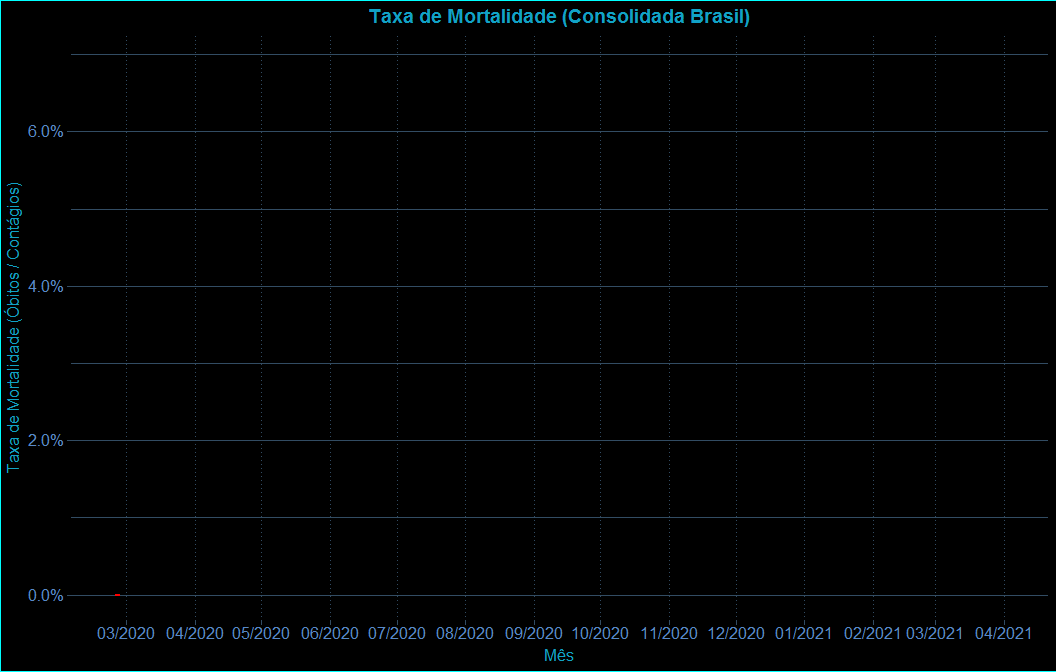 Taxa de Mortalidade (Consolidada Brasil)
Taxa de Mortalidade (Óbitos / Contágios)
6.0%
4.0%
2.0%
0.0%
03/2020 04/2020 05/2020 06/2020 07/2020 08/2020 09/2020 10/2020 11/2020 12/2020 01/2021 02/2021 03/2021 04/2021
Mês